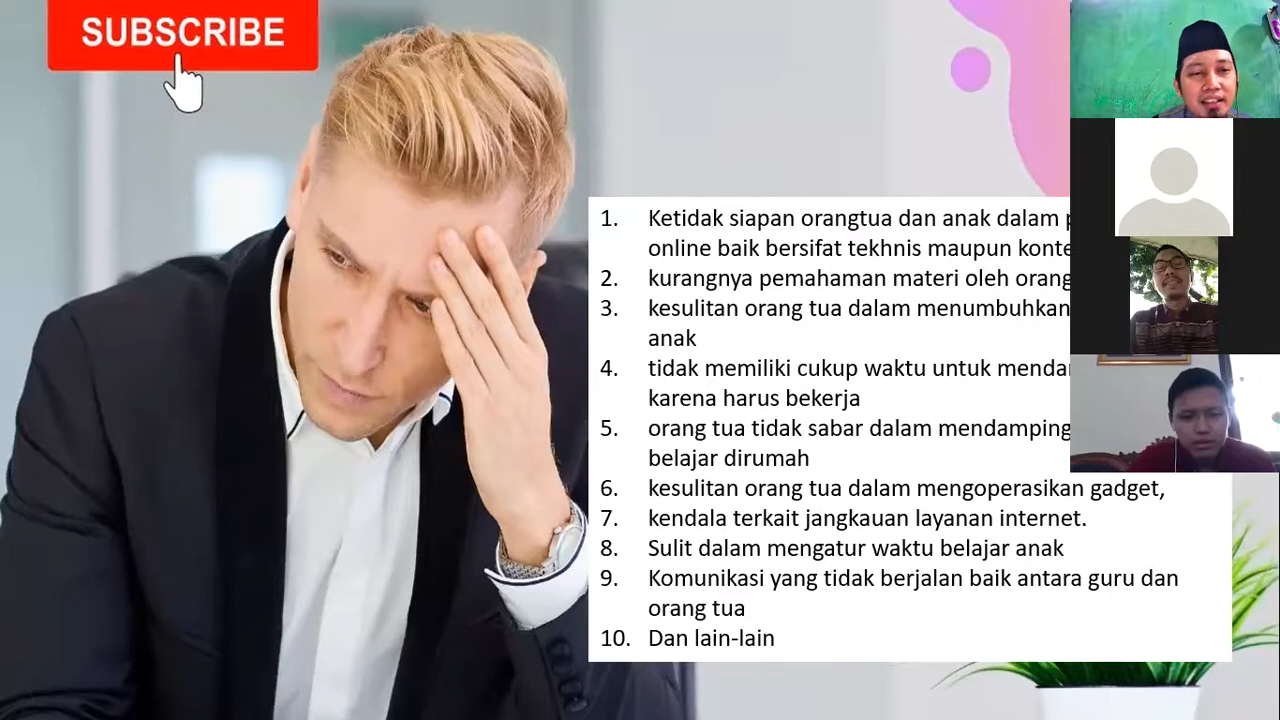 SUBSCRIBE
1. Ketidak siapan orangtua dan anak dalam
online baik bersifat tekhnis maupun
2. kurangnya pemahaman materi oleh
3. kesulitan orang tua dalam menumbuhkan
anak
4. tidak memiliki cukup waktu untuk
karena harus bekerja
5. orang tua tidak sabar dalam
belajar dirumah
6. kesulitan orang tua dalam mengoperasikan gadget,
7. kendala terkait jangkauan layanan internet.
8. Sulit dalam mengatur waktu belajar anak
9. Komunikasi yang tidak berjalan baik antara guru dan
orang tua
10. Dan lain-lain